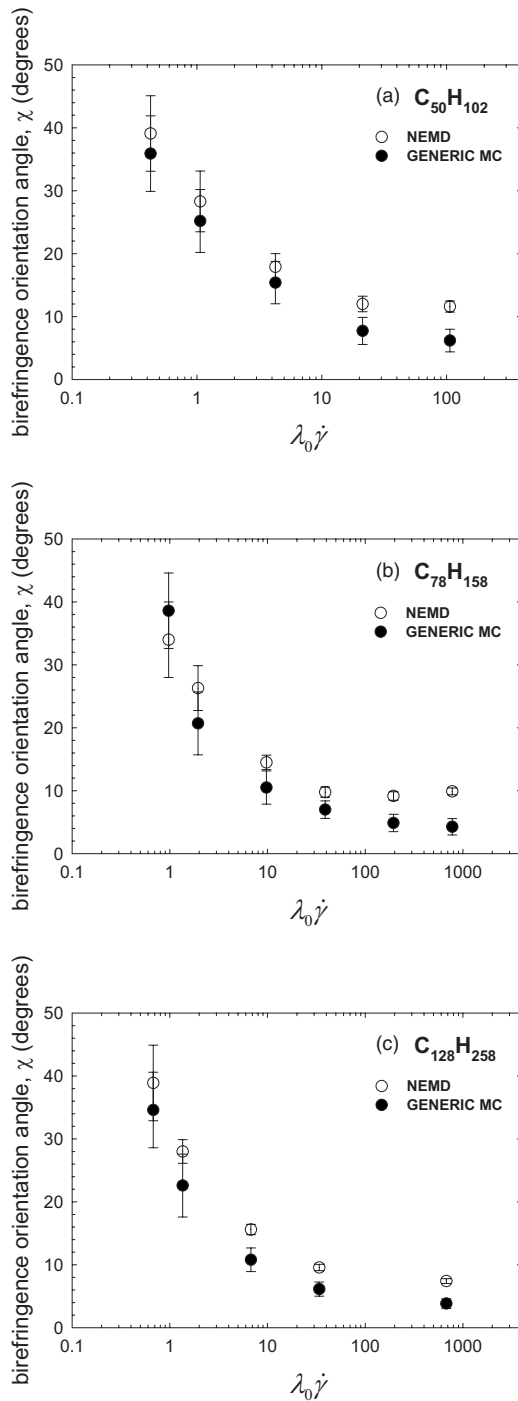 50
40
30
20
10
0
birefringence orientation angle, χ (degrees)
(a) C₅₀H₁₀₂
NEMD
GENERIC MC
0.1 1 10 100
λ₀γ̇
50
40
30
20
10
0
birefringence orientation angle, χ (degrees)
(b) C₇₈H₁₅₈
NEMD
GENERIC MC
0.1 1 10 100 1000
λ₀γ̇
50
40
30
20
10
0
birefringence orientation angle, χ (degrees)
(c) C₁₂₈H₂₅₈
NEMD
GENERIC MC
0.1 1 10 100 1000
λ₀γ̇